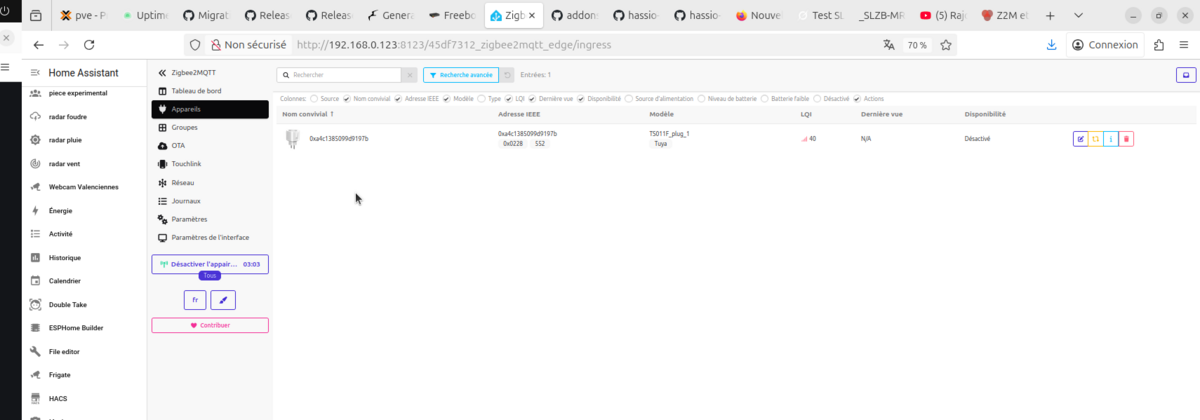 pve - P
Uptim
Migrat
Releas
Releas
Genera
Freebo
Zigb
addon
hassio-
hassio-
Nouve
Test SL
_SLZB-MR
(5) Raj
Z2M et
Non sécurisé
http://192.168.0.123:8123/45df7312_zigbee2mqtt_edge/ingress
70 %
Connexion
Home Assistant
piece experimental
radar foudre
radar pluie
radar vent
Webcam Valenciennes
Énergie
Activité
Historique
Calendrier
Double Take
ESPHome Builder
File editor
Frigate
HACS
Zigbee2MQTT
Tableau de bord
Appareils
Groupes
OTA
Touchlink
Réseau
Journaux
Paramètres
Paramètres de l'interface
Désactiver l'appair... 03:03
Tous
fr
Contribuer
Rechercher
Recherche avancée
Entrées: 1
Colonnes: Source Nom convivial Adresse IEEE Modèle Type LQI Dernière vue Disponibilité Source d'alimentation Niveau de batterie Batterie faible Désactivé Actions
Nom convivial ↑ Adresse IEEE Modèle LQI Dernière vue Disponibilité
0xa4c1385099d9197b 0xa4c1385099d9197b TS011F_plug_1 40 N/A Désactivé
0x0228 552 Tuya